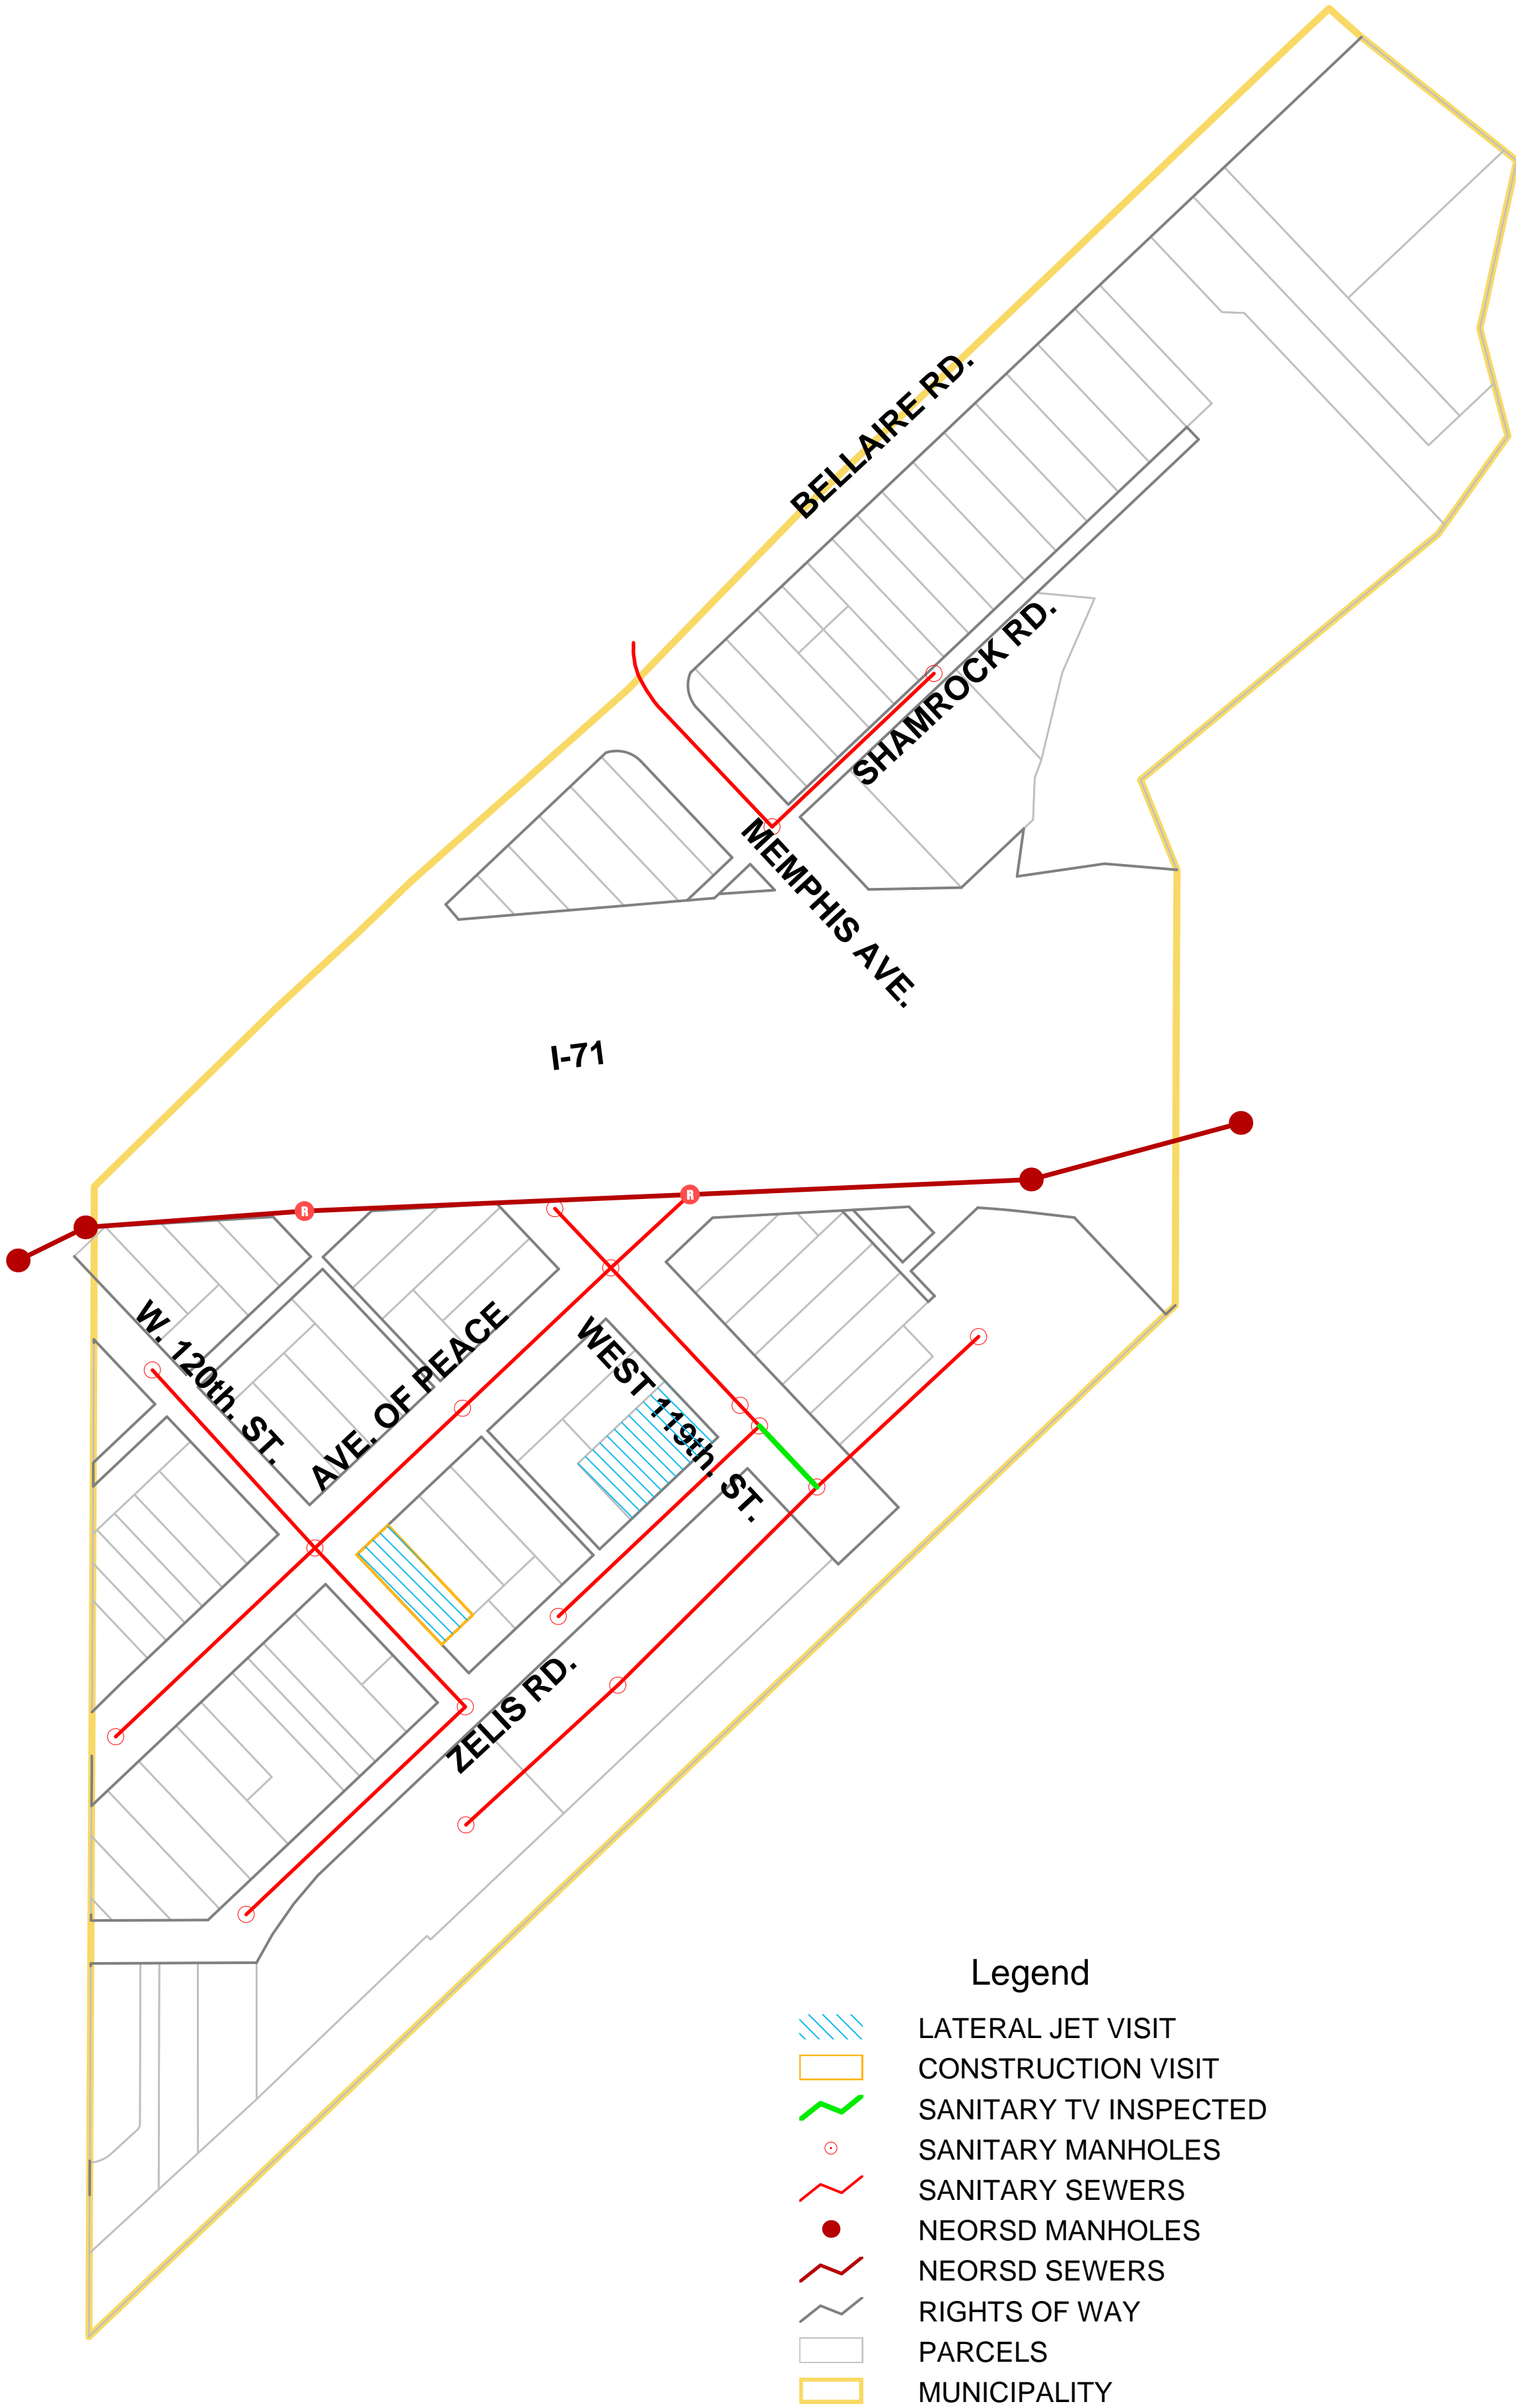 BELLAIRE RD.
SHAMROCK RD.
MEMPHIS AVE.
I-71
R
R
W. 120th. ST.
AVE. OF PEACE
WEST 119th. ST.
ZELIS RD.
Legend
LATERAL JET VISIT
CONSTRUCTION VISIT
SANITARY TV INSPECTED
SANITARY MANHOLES
SANITARY SEWERS
NEORSD MANHOLES
NEORSD SEWERS
RIGHTS OF WAY
PARCELS
MUNICIPALITY